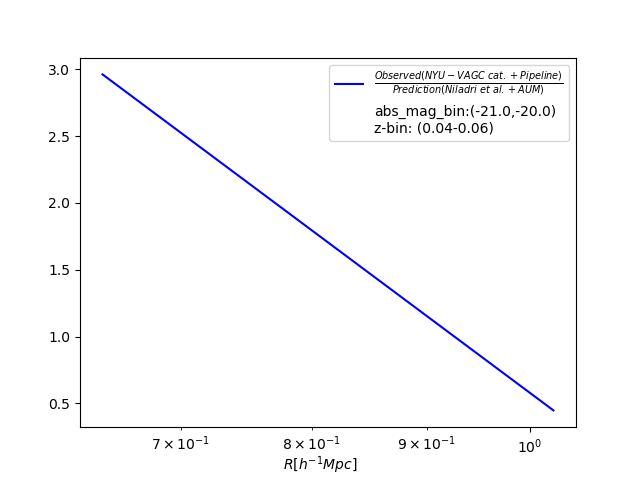 3.0
2.5
2.0
1.5
1.0
0.5
Observed(NYU − VAGC cat. + Pipeline)
Prediction(Niladri et al. + AUM)
abs_mag_bin:(-21.0,-20.0)
z-bin: (0.04-0.06)
7 × 10⁻¹ 8 × 10⁻¹ 9 × 10⁻¹ 10⁰
R[h⁻¹Mpc]